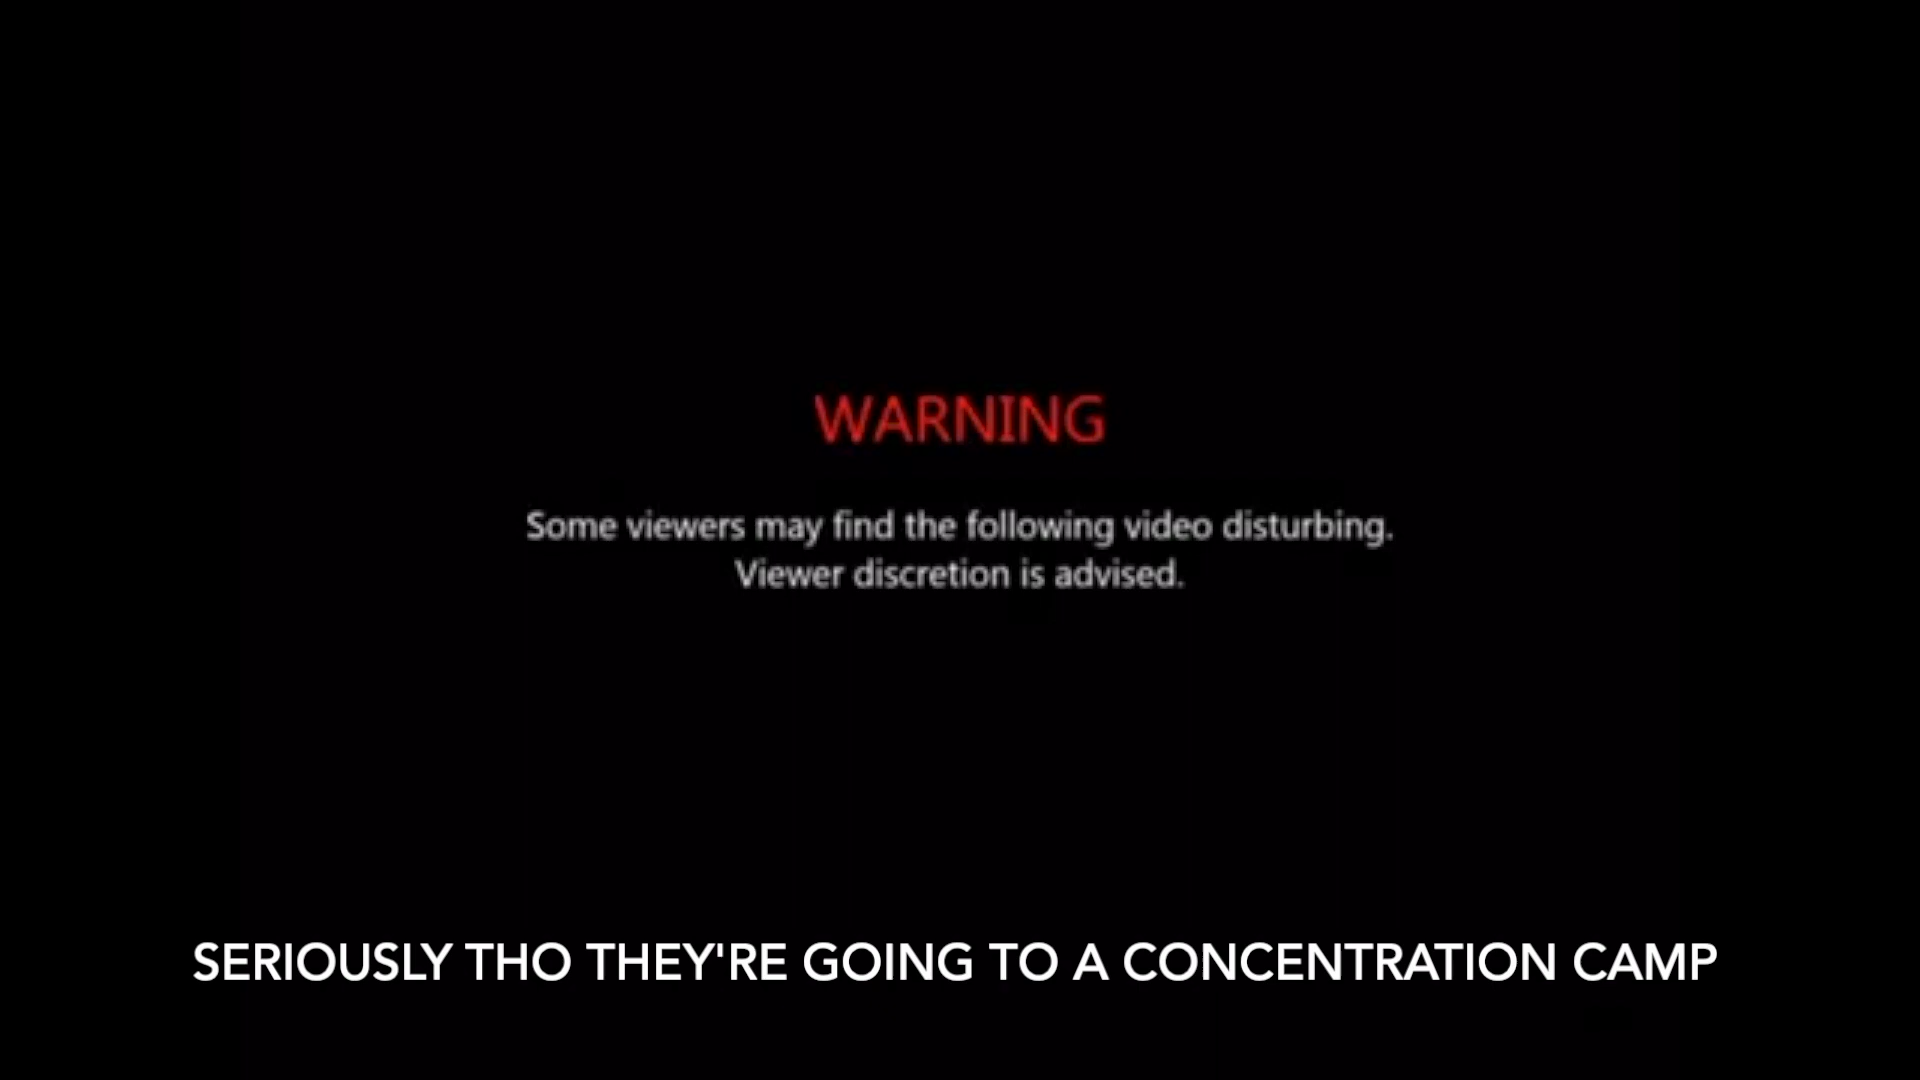 WARNING
Some viewers may find the following video disturbing.
Viewer discretion is advised.
SERIOUSLY THO THEY'RE GOING TO A CONCENTRATION CAMP